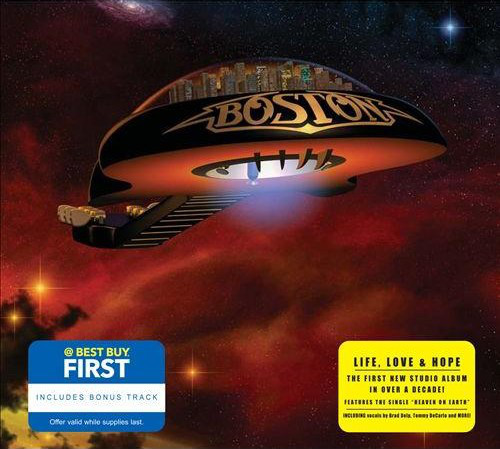 BOSTON
@ BEST BUY
FIRST
INCLUDES BONUS TRACK
Offer valid while supplies last.
LIFE, LOVE & HOPE
THE FIRST NEW STUDIO ALBUM
IN OVER A DECADE!
FEATURES THE SINGLE "HEAVEN ON EARTH"
INCLUDING vocals by Brad Delp, Tommy DeCarlo and MORE!